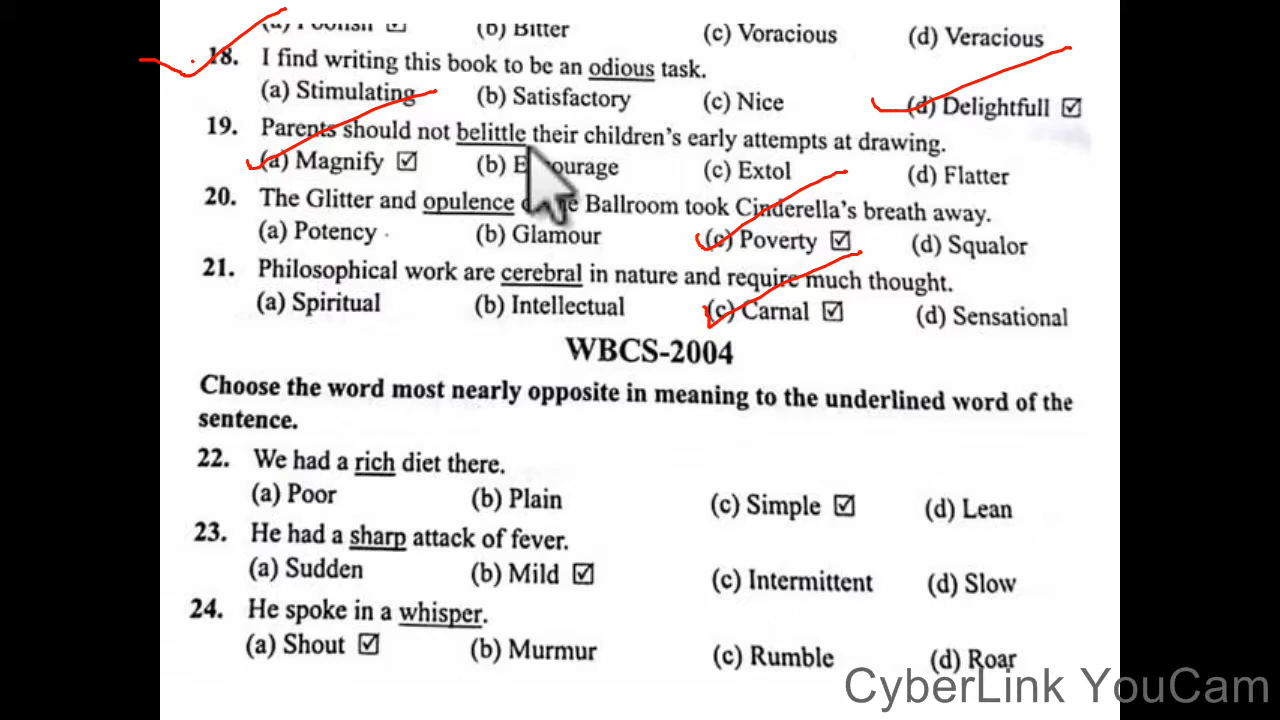 (b) Bitter (c) Voracious (d) Veracious
18. I find writing this book to be an odious task.
(a) Stimulating (b) Satisfactory (c) Nice (d) Delightfull ☑
19. Parents should not belittle their children's early attempts at drawing.
(a) Magnify ☑ (b) (c) Extol (d) Flatter
20. The Glitter and opulence Ballroom took Cinderella's breath away.
(a) Potency (b) Glamour (c) Poverty ☑ (d) Squalor
21. Philosophical work are cerebral in nature and require much thought.
(a) Spiritual (b) Intellectual (c) Carnal ☑ (d) Sensational
WBCS-2004
Choose the word most nearly opposite in meaning to the underlined word of the
sentence.
22. We had a rich diet there.
(a) Poor (b) Plain (c) Simple ☑ (d) Lean
23. He had a sharp attack of fever.
(a) Sudden (b) Mild ☑ (c) Intermittent (d) Slow
24. He spoke in a whisper.
(a) Shout ☑ (b) Murmur (c) Rumble (d) Roar
CyberLink YouCam